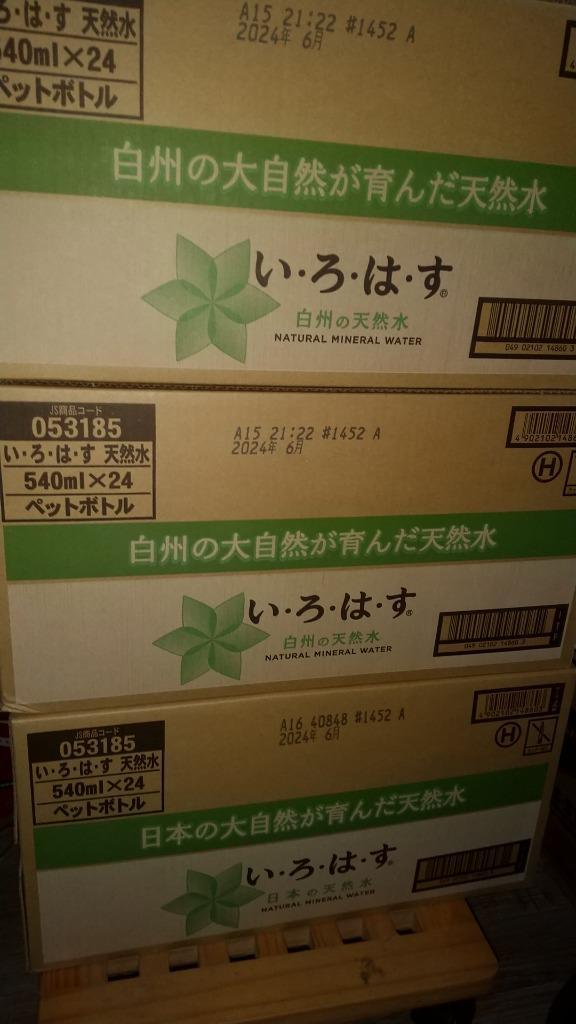 ろ・は・す 天然水
540ml×24
ペットボトル
A15 21:22 #1452 A
2024年 6月
白州の大自然が育んだ天然水
い・ろ・は・す®
白州の天然水
NATURAL MINERAL WATER
049 02102 14860 3
JS商品コード
053185
い・ろ・は・す 天然水
540ml×24
ペットボトル
A15 21:22 #1452 A
2024年 6月
H
白州の大自然が育んだ天然水
い・ろ・は・す®
白州の天然水
NATURAL MINERAL WATER
049 02102 14860 3
JS商品コード
053185
い・ろ・は・す 天然水
540ml×24
ペットボトル
A16 40848 #1452 A
2024年 6月
H
日本の大自然が育んだ天然水
い・ろ・は・す®
日本の天然水
NATURAL MINERAL WATER